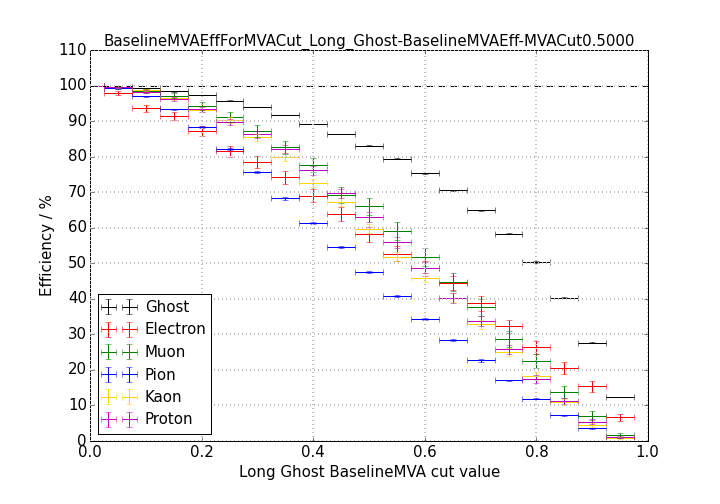 BaselineMVAEffForMVACut_Long_Ghost-BaselineMVAEff-MVACut0.5000
110
100
90
80
70
60
50
40
30
20
10
0
Efficiency / %
Ghost
Electron
Muon
Pion
Kaon
Proton
0.0 0.2 0.4 0.6 0.8 1.0
Long Ghost BaselineMVA cut value